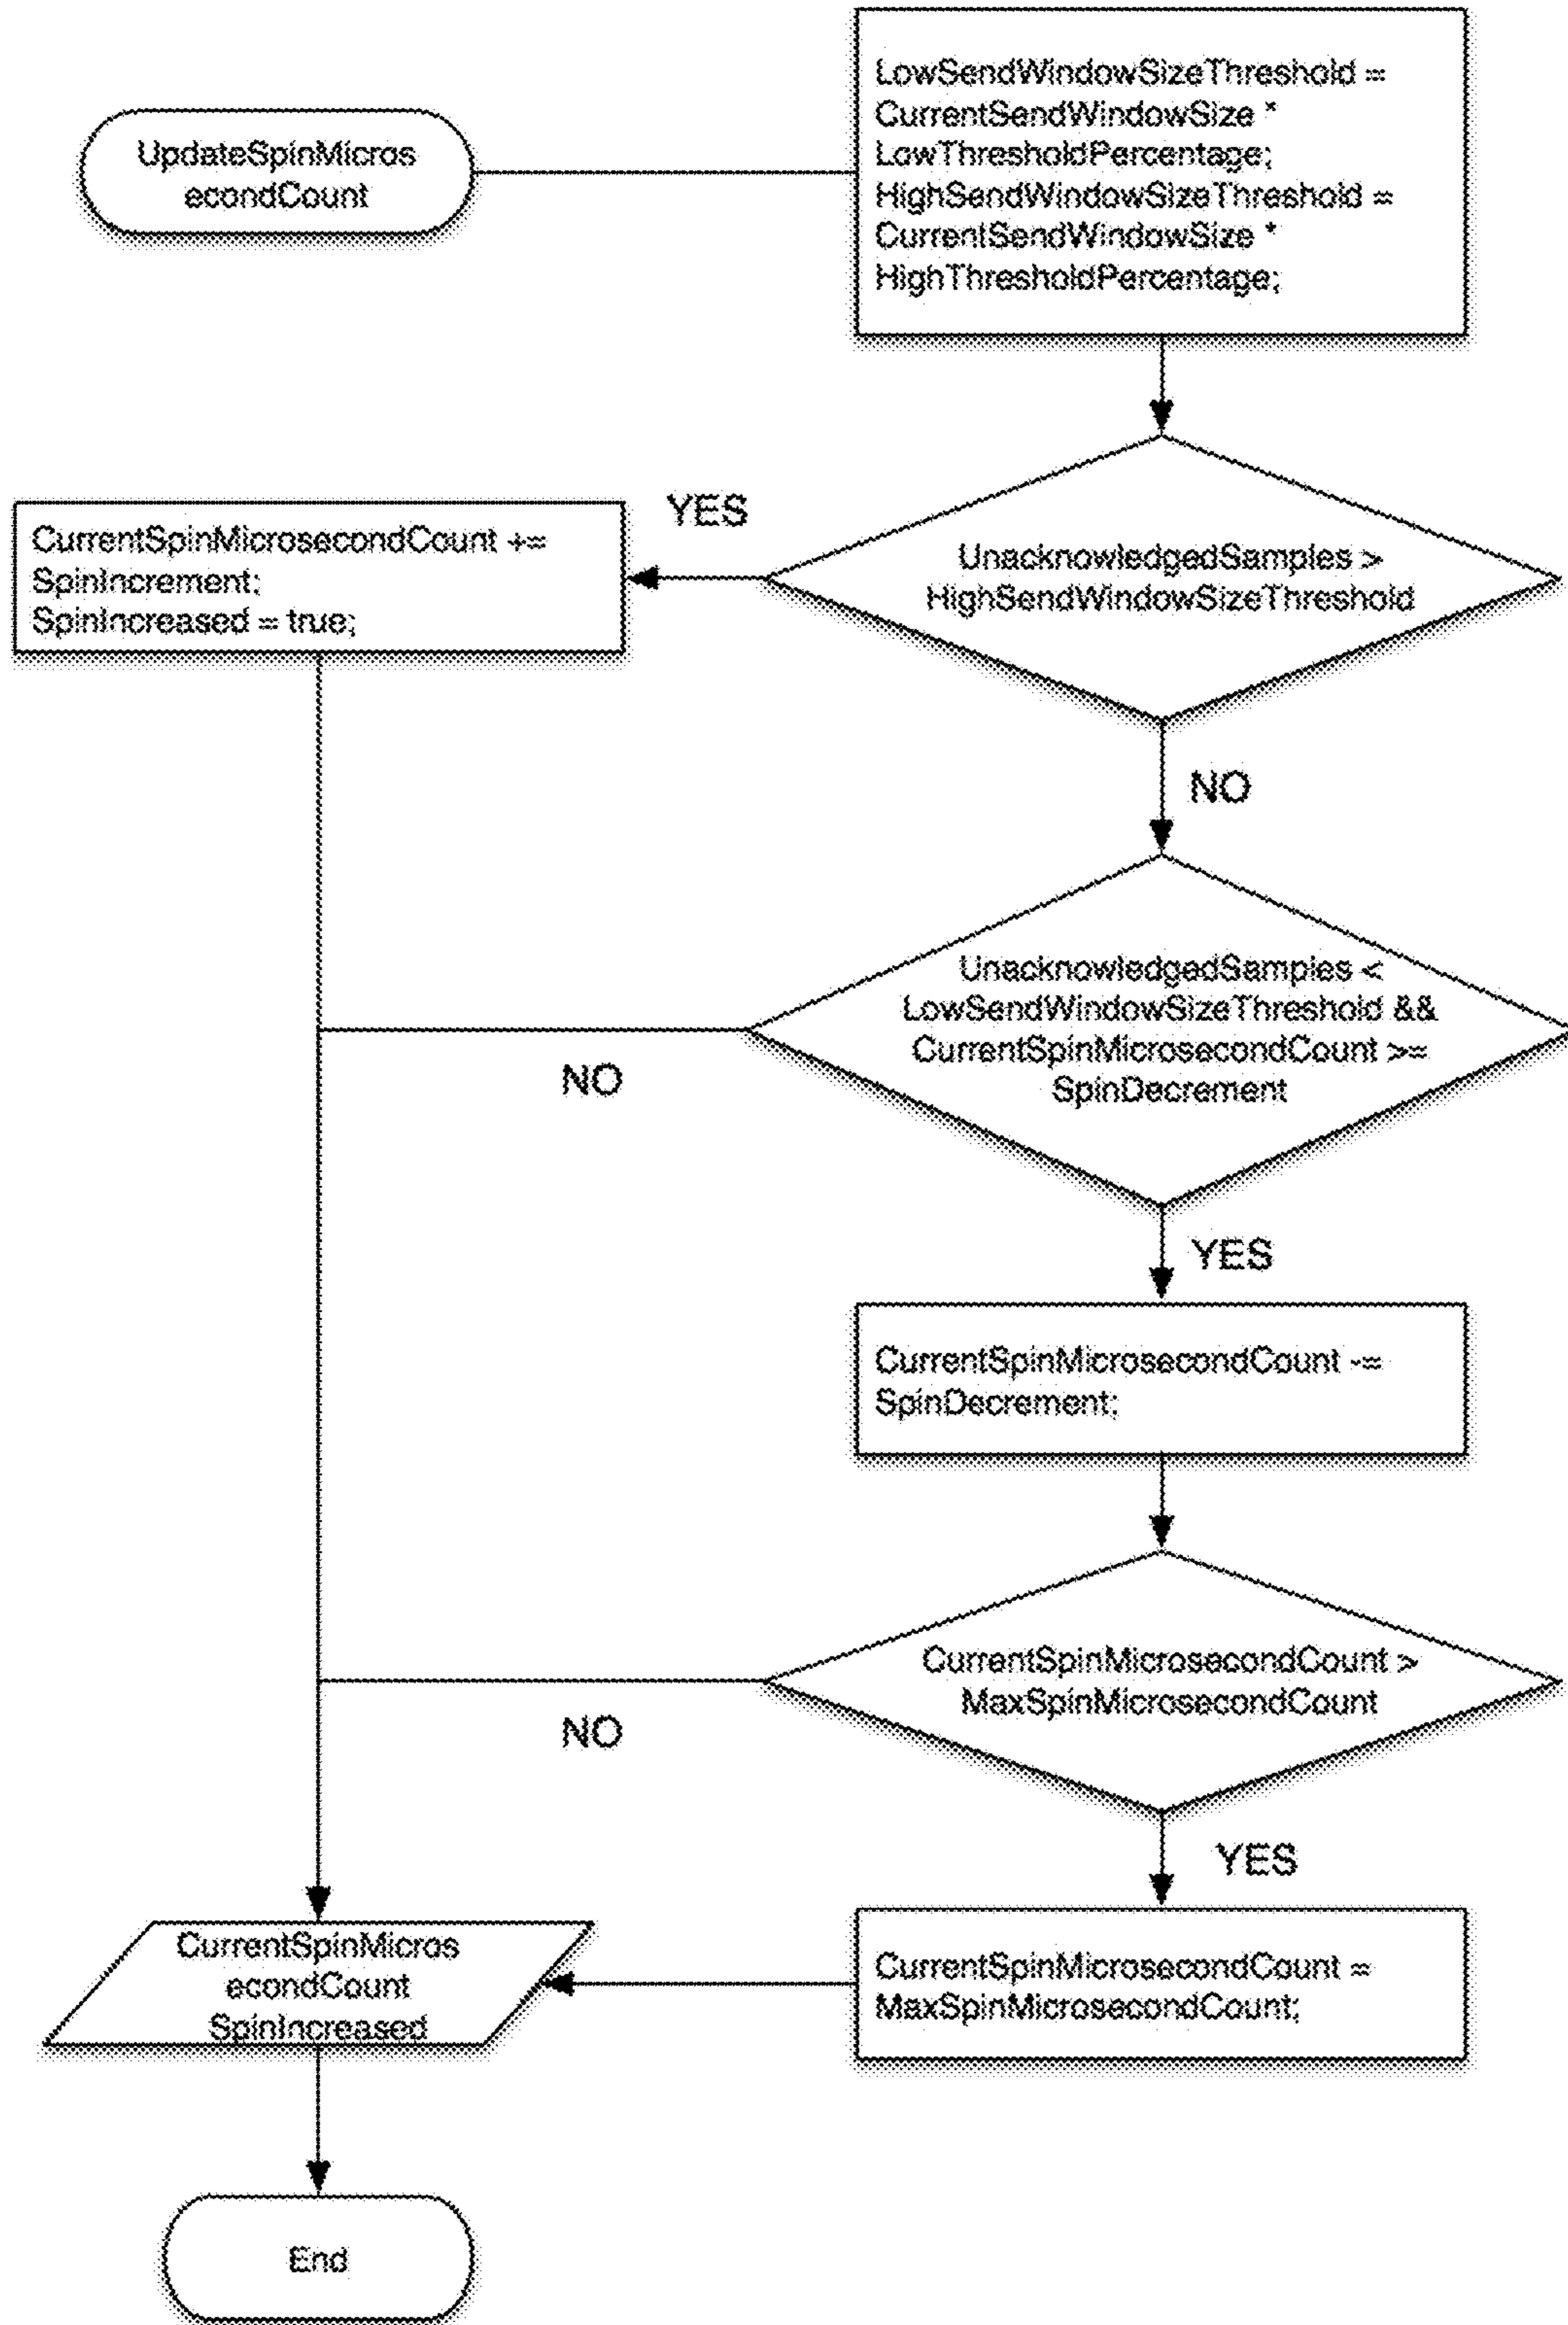 UpdateSpinMicros
econdCount
LowSendWindowSizeThreshold =
CurrentSendWindowSize *
LowThresholdPercentage;
HighSendWindowSizeThreshold =
CurrentSendWindowSize *
HighThresholdPercentage;
UnacknowledgedSamples >
HighSendWindowSizeThreshold
YES
CurrentSpinMicrosecondCount +=
SpinIncrement;
SpinIncreased = true;
NO
UnacknowledgedSamples <
LowSendWindowSizeThreshold &&
CurrentSpinMicrosecondCount >=
SpinDecrement
NO
YES
CurrentSpinMicrosecondCount -=
SpinDecrement;
CurrentSpinMicrosecondCount >
MaxSpinMicrosecondCount
NO
YES
CurrentSpinMicrosecondCount =
MaxSpinMicrosecondCount;
CurrentSpinMicros
econdCount
SpinIncreased
End